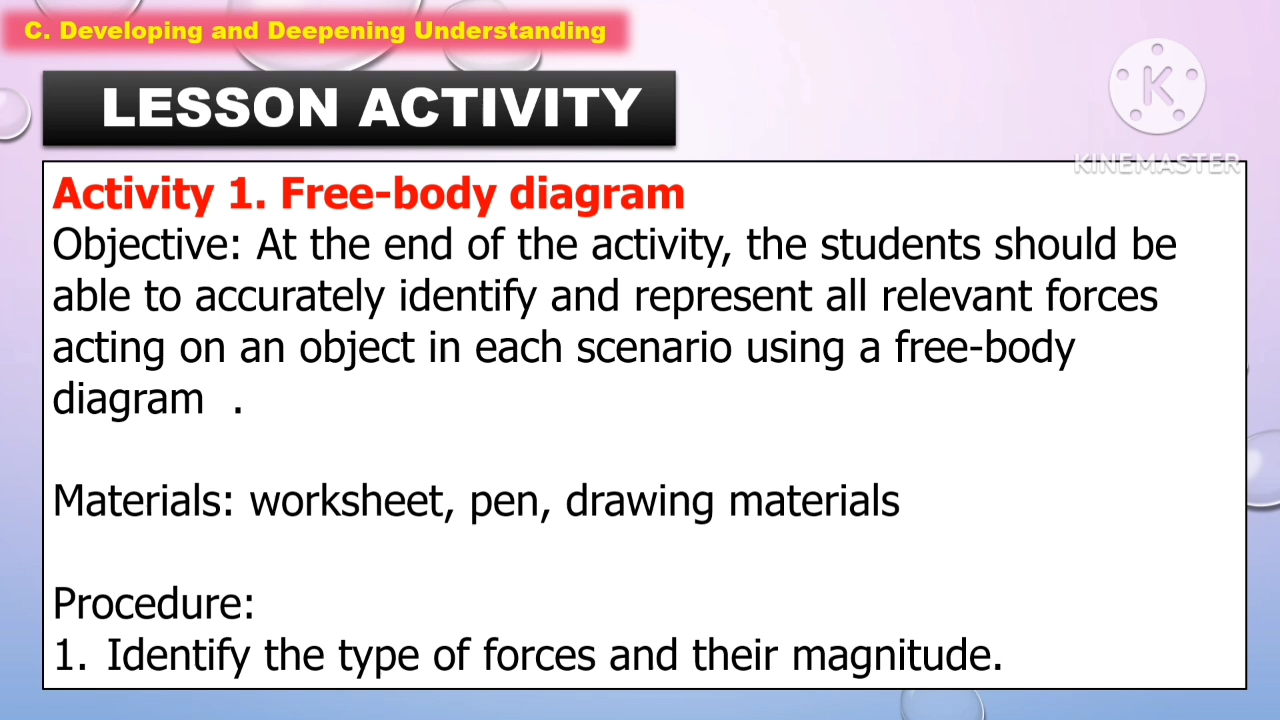 C. Developing and Deepening Understanding
LESSON ACTIVITY
K
KINEMASTER
Activity 1. Free-body diagram
Objective: At the end of the activity, the students should be
able to accurately identify and represent all relevant forces
acting on an object in each scenario using a free-body
diagram  .
Materials: worksheet, pen, drawing materials
Procedure:
1. Identify the type of forces and their magnitude.